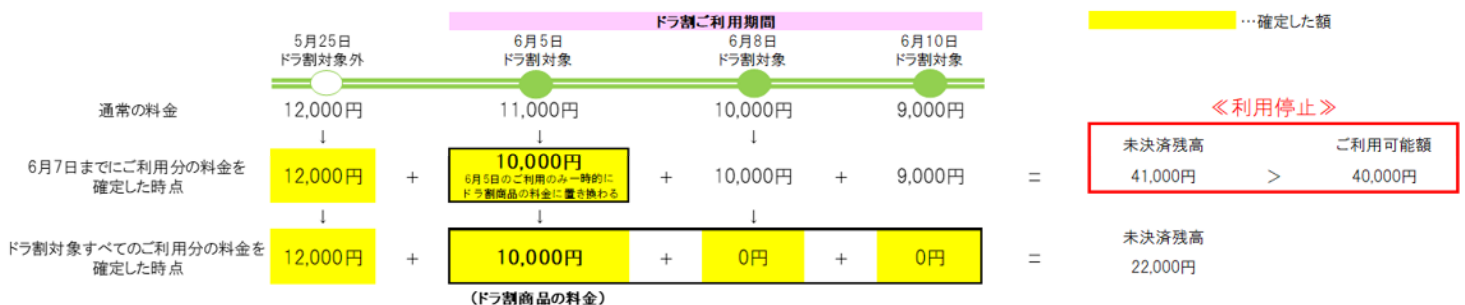 ドラ割ご利用期間
…確定した額
5月25日
ドラ割対象外
6月5日
ドラ割対象
6月8日
ドラ割対象
6月10日
ドラ割対象
通常の料金
12,000円
11,000円
10,000円
9,000円
≪利用停止≫
↓
↓
↓
6月7日までにご利用分の料金を
確定した時点
12,000円
+
10,000円
6月5日のご利用のみ一時的に
ドラ割商品の料金に置き換わる
+
10,000円
+
9,000円
=
未決済残高
41,000円
>
ご利用可能額
40,000円
↓
↓
↓
ドラ割対象すべてのご利用分の料金を
確定した時点
12,000円
+
10,000円
+
0円
+
0円
=
未決済残高
22,000円
(ドラ割商品の料金)